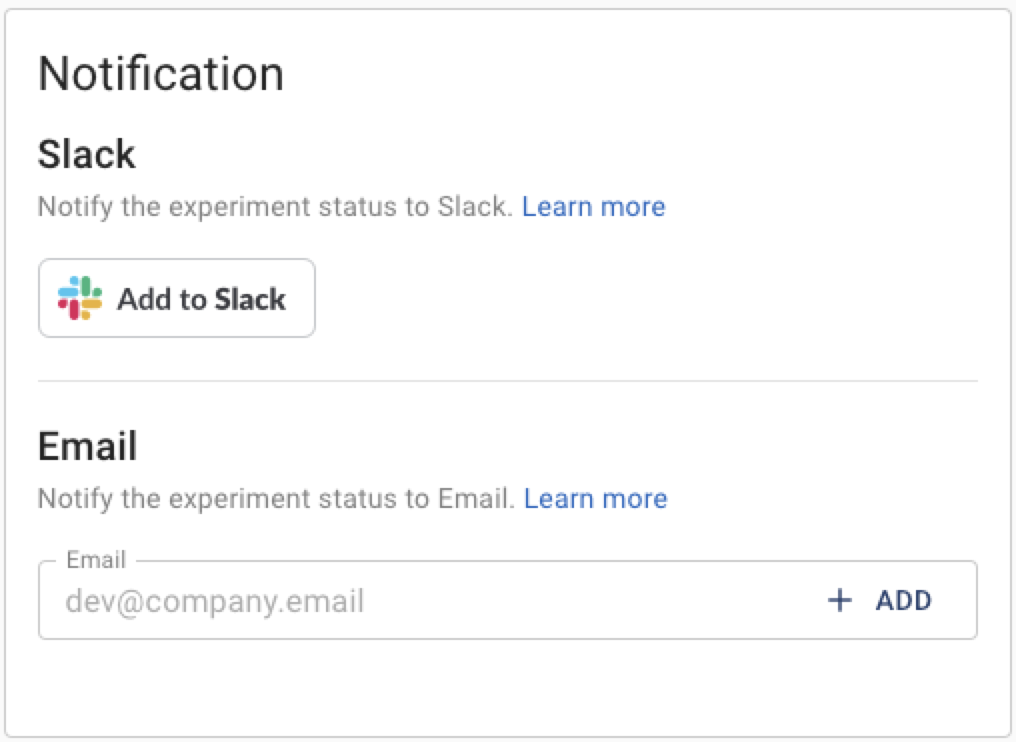 Notification
Slack
Notify the experiment status to Slack. Learn more
Add to Slack
Email
Notify the experiment status to Email. Learn more
Email
dev@company.email + ADD